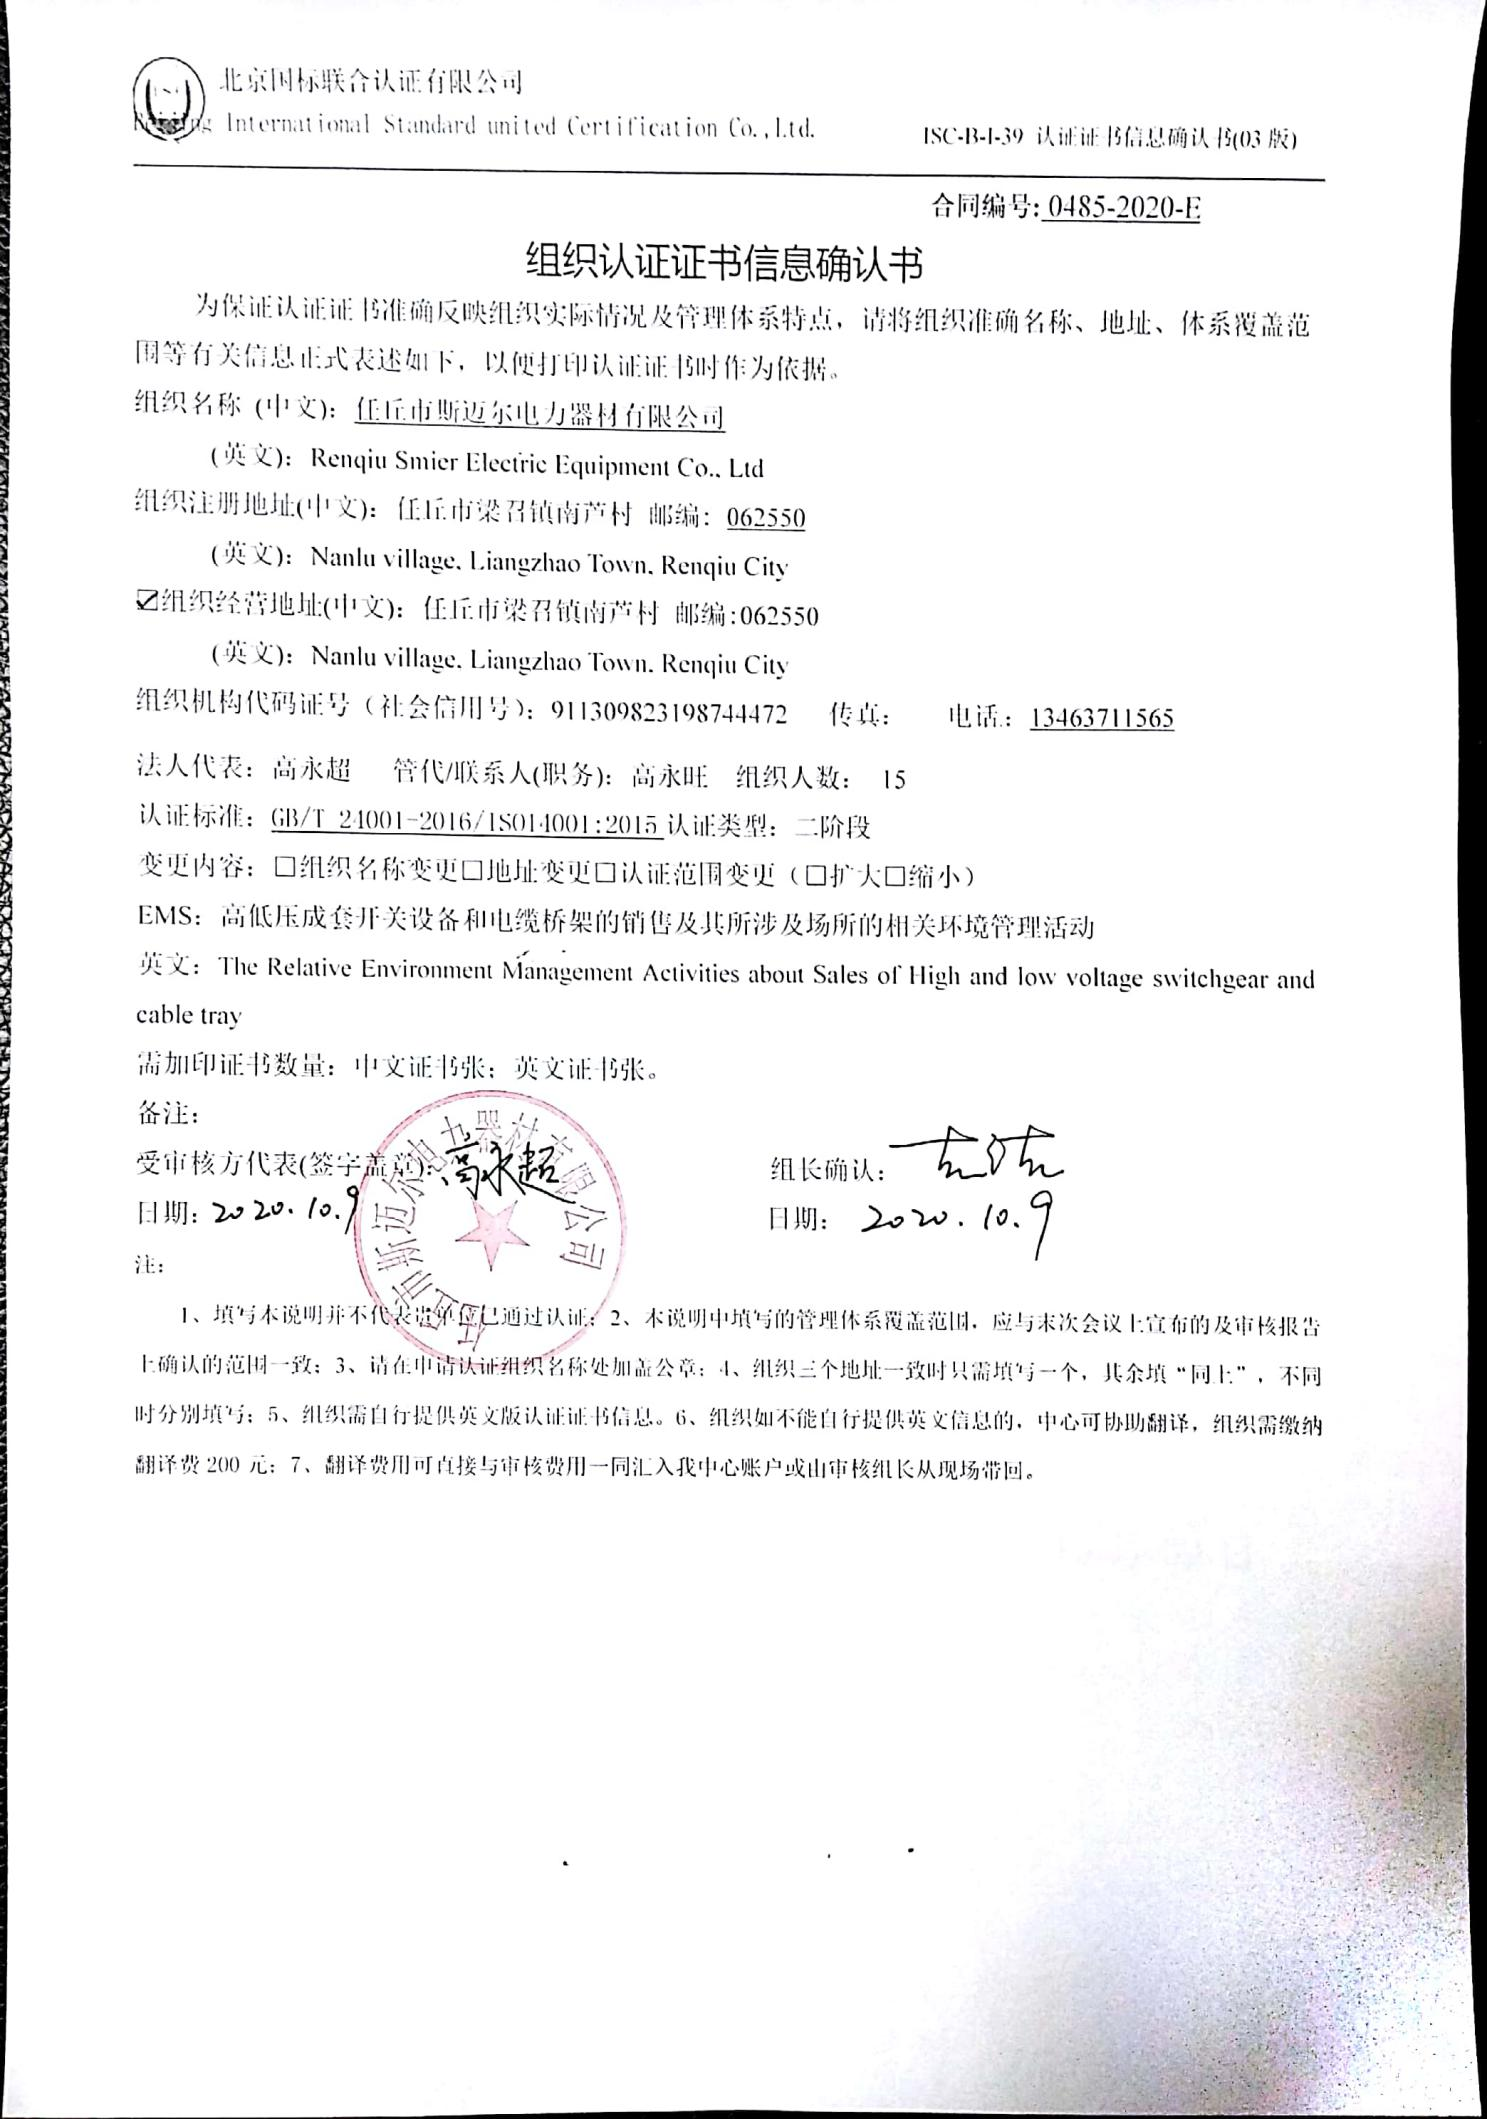 北京国标联合认证有限公司
Beijing International Standard united Certification Co.,Ltd.
ISC-B-I-39 认证证书信息确认书(03 版)
合同编号: 0485-2020-E
组织认证证书信息确认书
为保证认证证书准确反映组织实际情况及管理体系特点，请将组织准确名称、地址、体系覆盖范
围等有关信息正式表述如下，以便打印认证证书时作为依据。
组织名称 (中文)：任丘市斯迈尔电力器材有限公司
(英文)：Renqiu Smier Electric Equipment Co., Ltd
组织注册地址(中文)：任丘市梁召镇南芦村 邮编：062550
(英文)：Nanlu village, Liangzhao Town, Renqiu City
☑组织经营地址(中文)：任丘市梁召镇南芦村 邮编:062550
(英文)：Nanlu village, Liangzhao Town, Renqiu City
组织机构代码证号（社会信用号）：911309823198744472 传真： 电话：13463711565
法人代表：高永超 管代/联系人(职务)：高永旺 组织人数： 15
认证标准：GB/T 24001-2016/ISO14001:2015 认证类型：二阶段
变更内容：□组织名称变更□地址变更□认证范围变更（□扩大□缩小）
EMS：高低压成套开关设备和电缆桥架的销售及其所涉及场所的相关环境管理活动
英文：The Relative Environment Management Activities about Sales of High and low voltage switchgear and
cable tray
需加印证书数量：中文证书张；英文证书张。
备注：
受审核方代表(签字盖章)：高永超
组长确认：
日期：2020.10.9
日期： 2020.10.9
任丘市斯迈尔电力器材有限公司
注：
1、填写本说明并不代表贵单位已通过认证；2、本说明中填写的管理体系覆盖范围，应与末次会议上宣布的及审核报告
上确认的范围一致；3、请在申请认证组织名称处加盖公章；4、组织三个地址一致时只需填写一个，其余填“同上”，不同
时分别填写；5、组织需自行提供英文版认证证书信息。6、组织如不能自行提供英文信息的，中心可协助翻译，组织需缴纳
翻译费 200 元；7、翻译费用可直接与审核费用一同汇入我中心账户或由审核组长从现场带回。